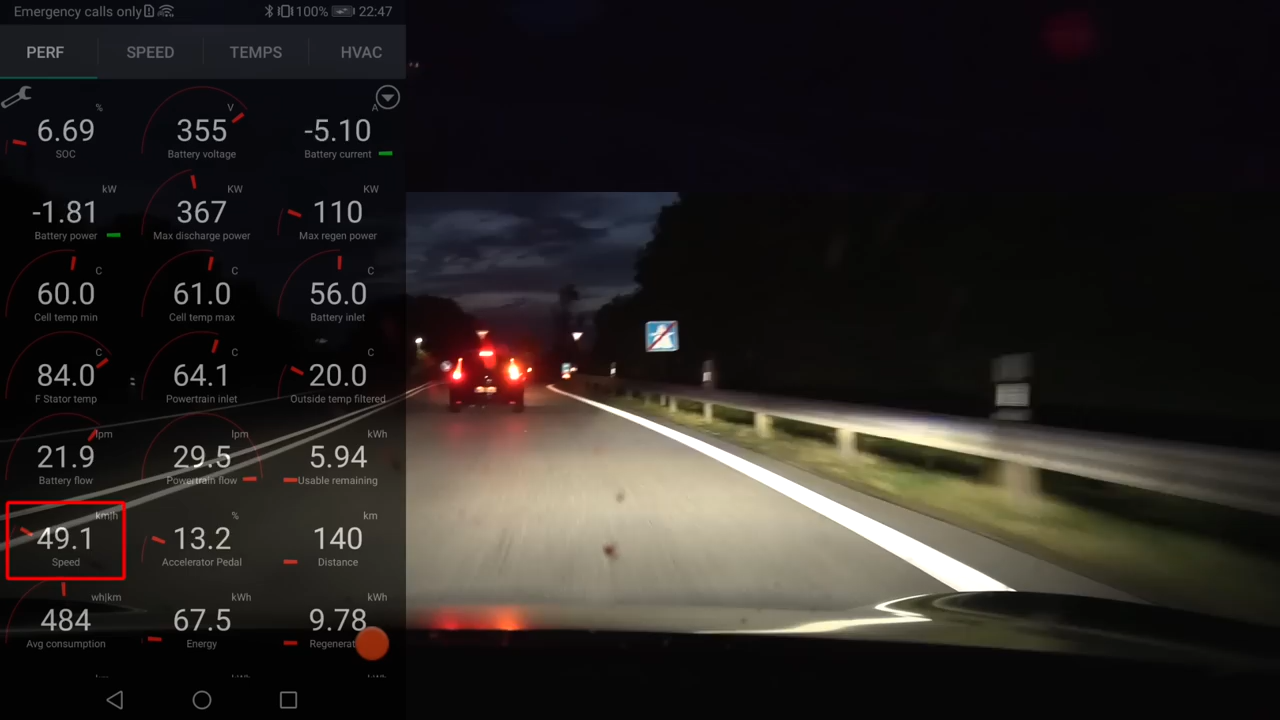 Emergency calls only
100% 22:47
PERF SPEED TEMPS HVAC
% V A
6.69 355 -5.10
SOC Battery voltage Battery current
kW KW KW
-1.81 367 110
Battery power Max discharge power Max regen power
C C C
60.0 61.0 56.0
Cell temp min Cell temp max Battery inlet
C C C
84.0 64.1 20.0
F Stator temp Powertrain inlet Outside temp filtered
lpm lpm kWh
21.9 29.5 5.94
Battery flow Powertrain flow Usable remaining
km|h % km
49.1 13.2 140
Speed Accelerator Pedal Distance
wh|km kWh kWh
484 67.5 9.78
Avg consumption Energy Regenerat